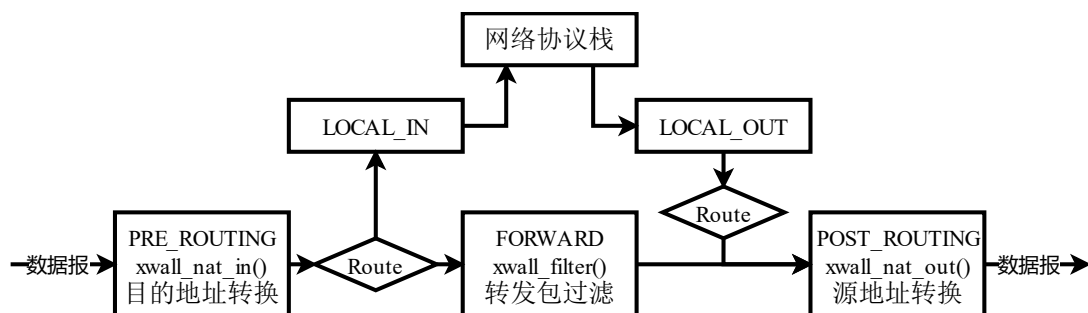 网络协议栈
LOCAL_IN
LOCAL_OUT
Route
数据报
PRE_ROUTING
xwall_nat_in()
目的地址转换
Route
FORWARD
xwall_filter()
转发包过滤
POST_ROUTING
xwall_nat_out()
源地址转换
数据报